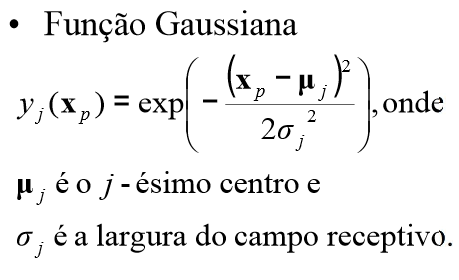 • Função Gaussiana
y_j(x_p) = exp(−(x_p − μ_j)² / 2σ_j²), onde
μ_j é o j-ésimo centro e
σ_j é a largura do campo receptivo.